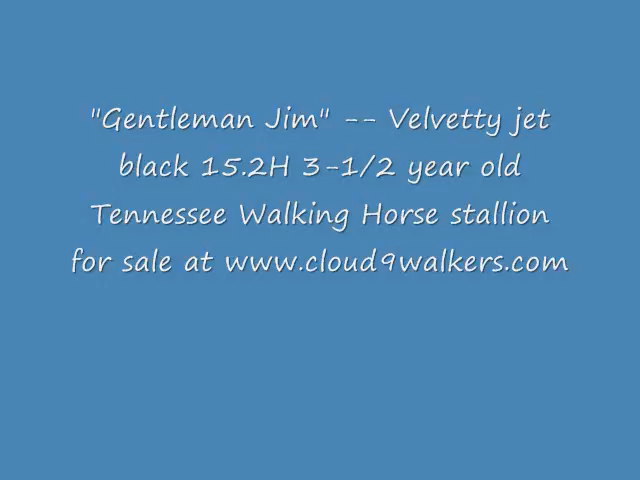 "Gentleman Jim" -- Velvetty jet
black 15.2H 3-1/2 year old
Tennessee Walking Horse stallion
for sale at www.cloud9walkers.com